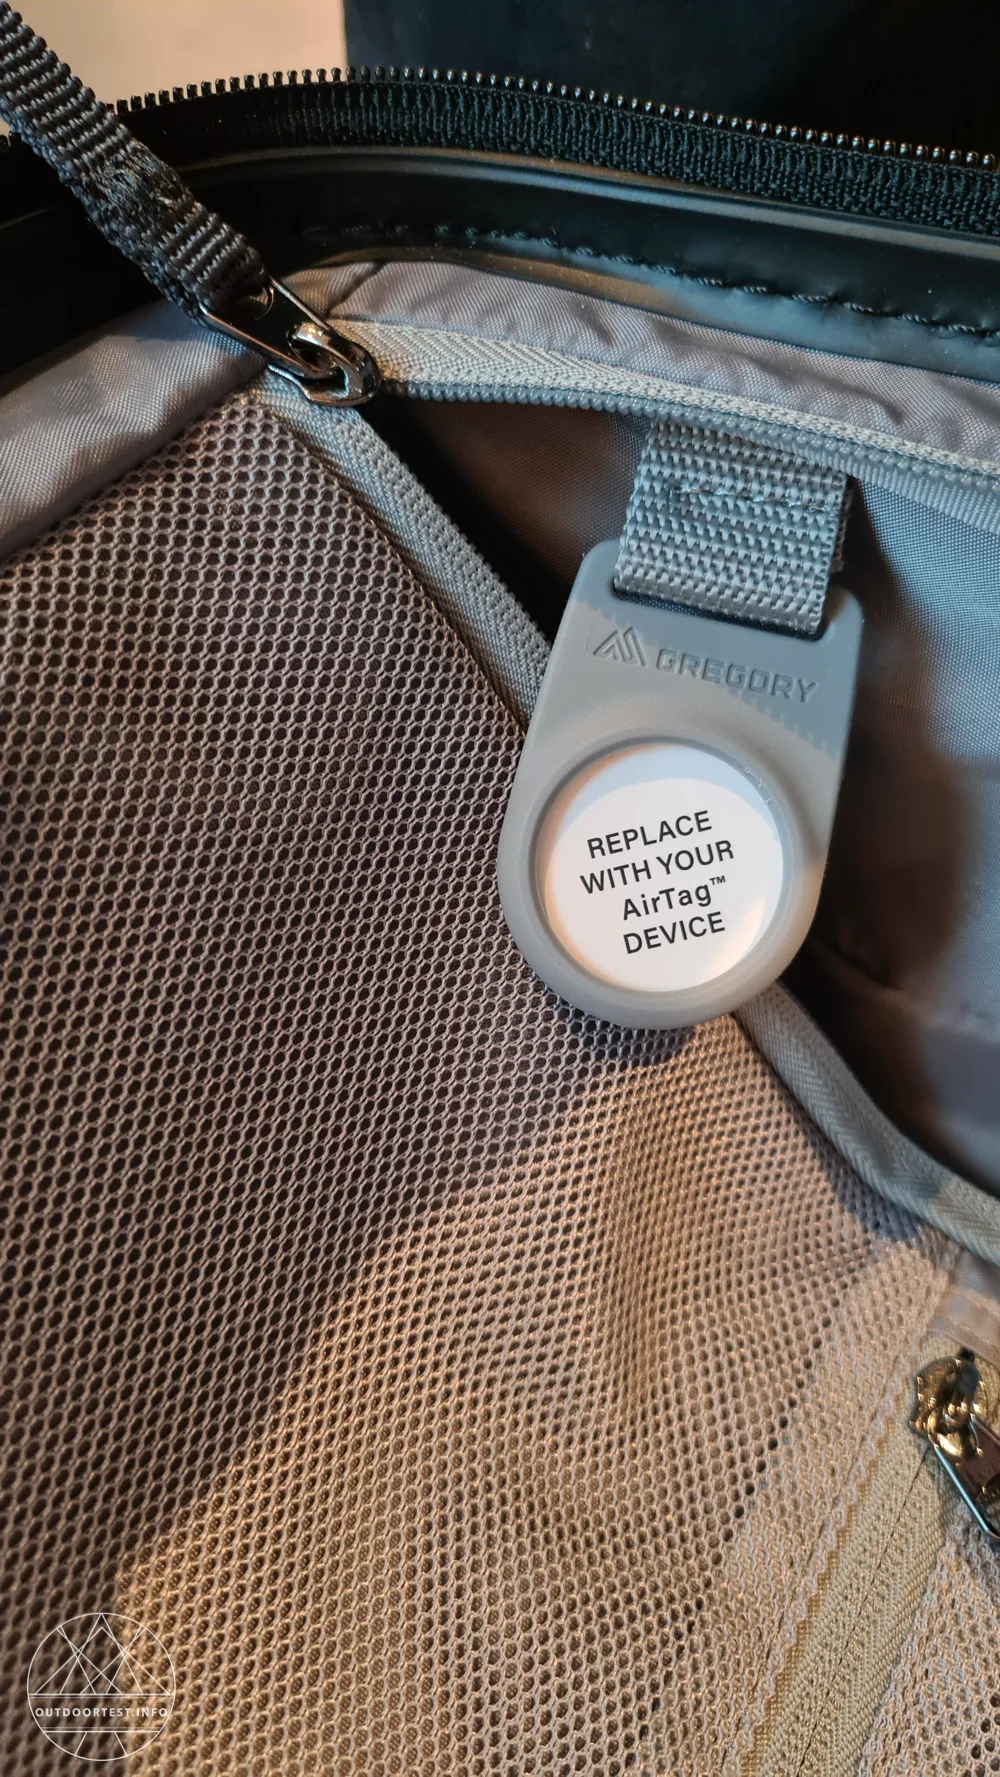 GREGORY
REPLACE
WITH YOUR
AirTag™
DEVICE
OUTDOORTEST.INFO